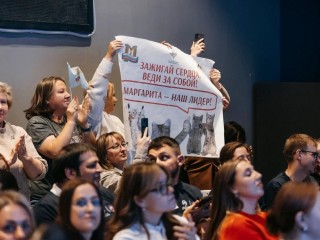 ЗАЖИГАЙ СЕРДЦА
ВЕДИ ЗА СОБОЙ!
МАРГАРИТА — НАШ ЛИДЕР!